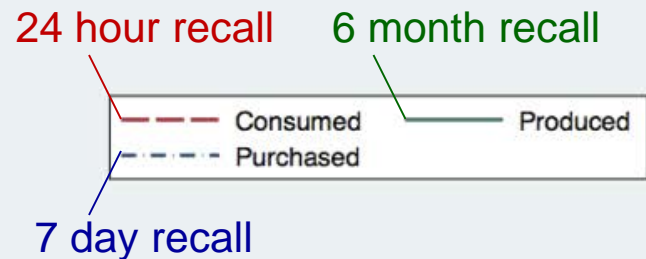 24 hour recall 6 month recall
Consumed Produced
Purchased
7 day recall